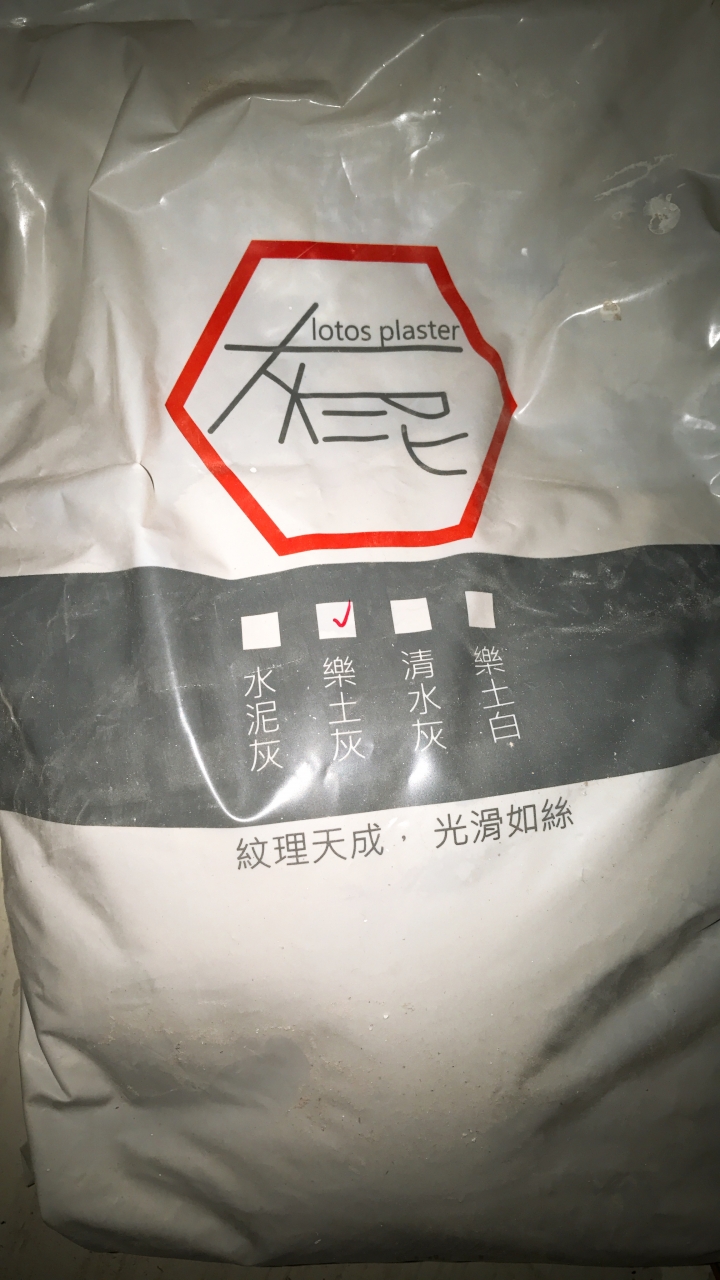 lotos plaster
水泥灰
樂土灰
清水灰
樂土白
紋理天成， 光滑如絲